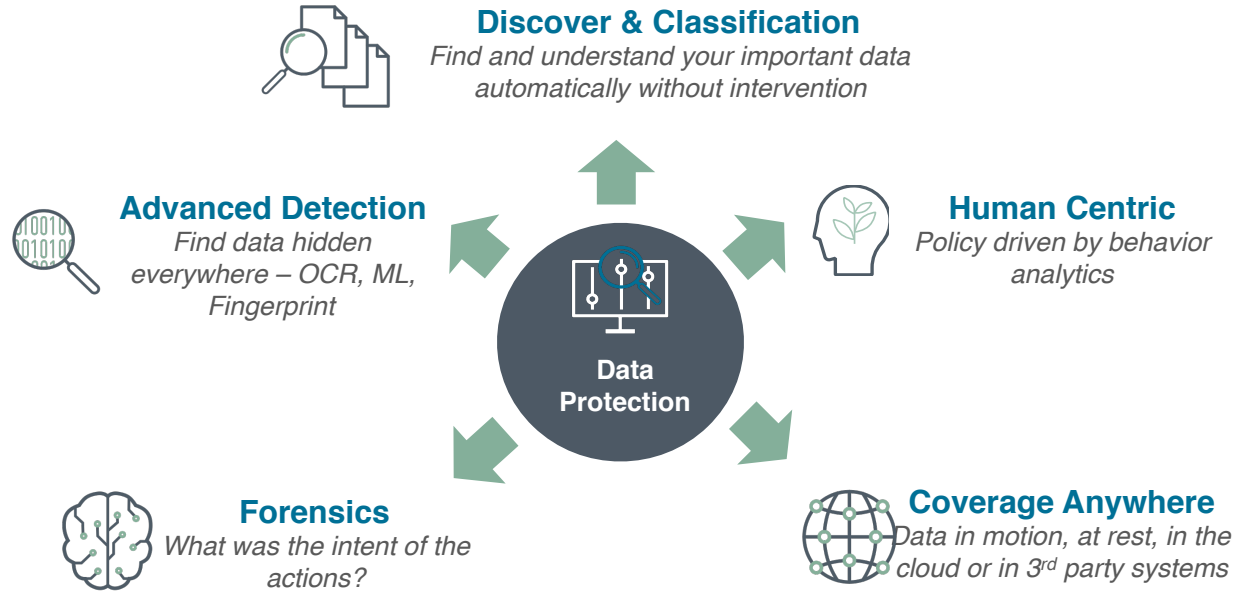 Discover & Classification
Find and understand your important data
automatically without intervention
Advanced Detection
Find data hidden
everywhere – OCR, ML,
Fingerprint
Human Centric
Policy driven by behavior
analytics
Data
Protection
Forensics
What was the intent of the
actions?
Coverage Anywhere
Data in motion, at rest, in the
cloud or in 3rd party systems